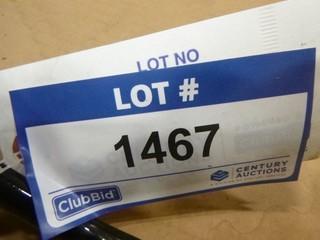 LOT NO
LOT #
1467
ClubBid
CENTURY
AUCTIONS